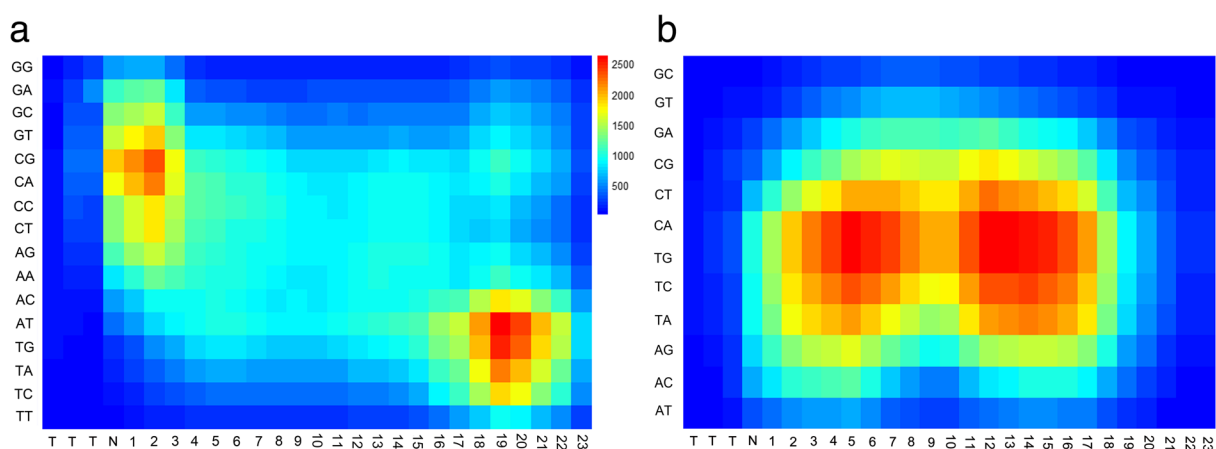 a
b
GG
GA
GC
GT
CG
CA
CC
CT
AG
AA
AC
AT
TG
TA
TC
TT
2500
2000
1500
1000
500
T T T N 1 2 3 4 5 6 7 8 9 10 11 12 13 14 15 16 17 18 19 20 21 22 23
GC
GT
GA
CG
CT
CA
TG
TC
TA
AG
AC
AT
T T T N 1 2 3 4 5 6 7 8 9 10 11 12 13 14 15 16 17 18 19 20 21 22 23